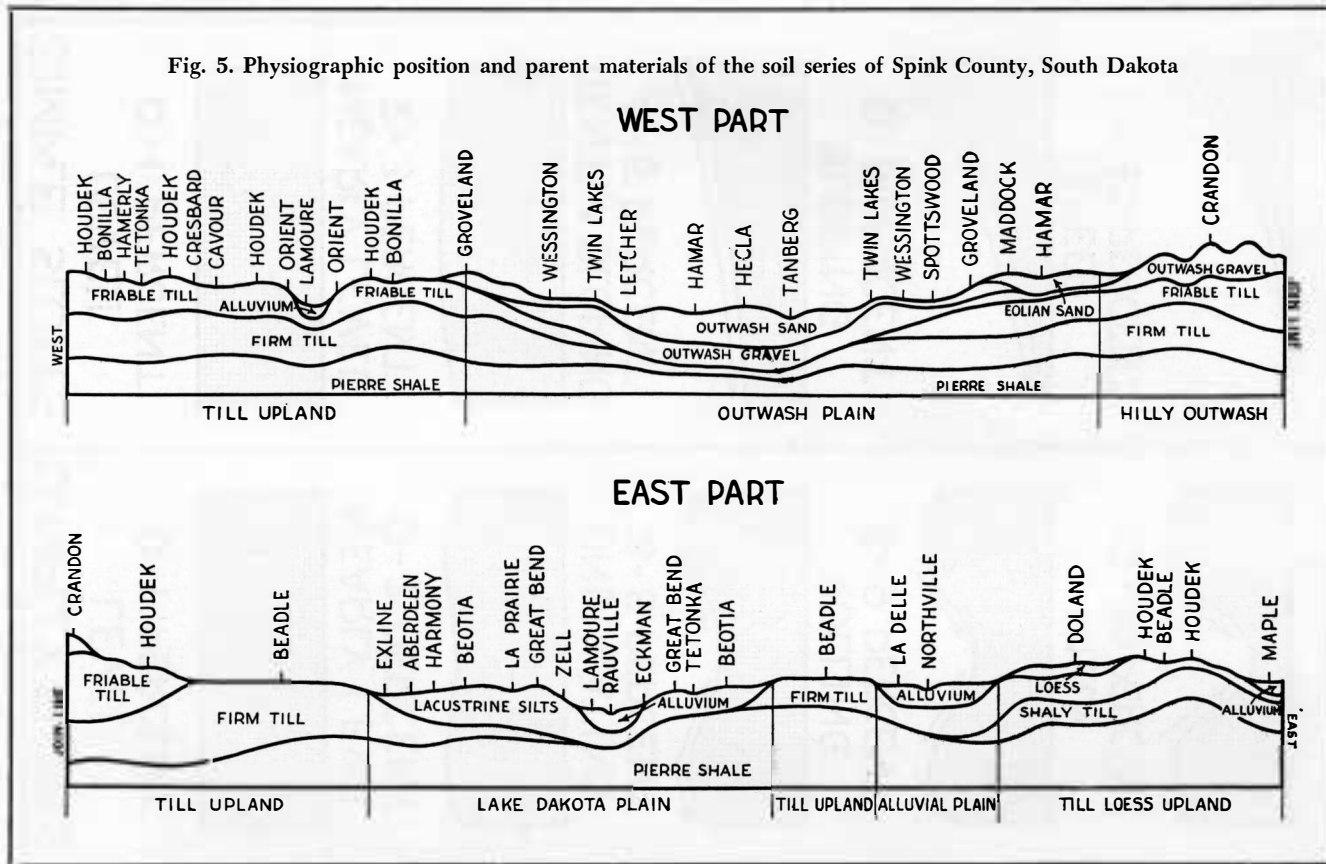 Fig. 5. Physiographic position and parent materials of the soil series of Spink County, South Dakota
WEST PART
HOUDEK
BONILLA
HAMERLY
TETONKA
HOUDEK
CRESBARD
CAVOUR
HOUDEK
ORIENT
LAMOURE
ORIENT
HOUDEK
BONILLA
GROVELAND
WESSINGTON
TWIN LAKES
LETCHER
HAMAR
HECLA
TANBERG
TWIN LAKES
WESSINGTON
SPOTTSWOOD
GROVELAND
MADDOCK
HAMAR
CRANDON
FRIABLE TILL
ALLUVIUM
FRIABLE TILL
OUTWASH SAND
EOLIAN SAND
OUTWASH GRAVEL
FRIABLE TILL
WEST
FIRM TILL
OUTWASH GRAVEL
FIRM TILL
PIERRE SHALE
PIERRE SHALE
TILL UPLAND
OUTWASH PLAIN
HILLY OUTWASH
EAST PART
CRANDON
HOUDEK
BEADLE
EXLINE
ABERDEEN
HARMONY
BEOTIA
LA PRAIRIE
GREAT BEND
ZELL
LAMOURE
RAUVILLE
ECKMAN
GREAT BEND
TETONKA
BEOTIA
BEADLE
LA DELLE
NORTHVILLE
DOLAND
HOUDEK
BEADLE
HOUDEK
MAPLE
FRIABLE
TILL
FIRM TILL
LACUSTRINE SILTS
ALLUVIUM
FIRM TILL
ALLUVIUM
LOESS
SHALY TILL
ALLUVIUM
EAST
PIERRE SHALE
TILL UPLAND
LAKE DAKOTA PLAIN
TILL UPLAND
ALLUVIAL PLAIN
TILL LOESS UPLAND